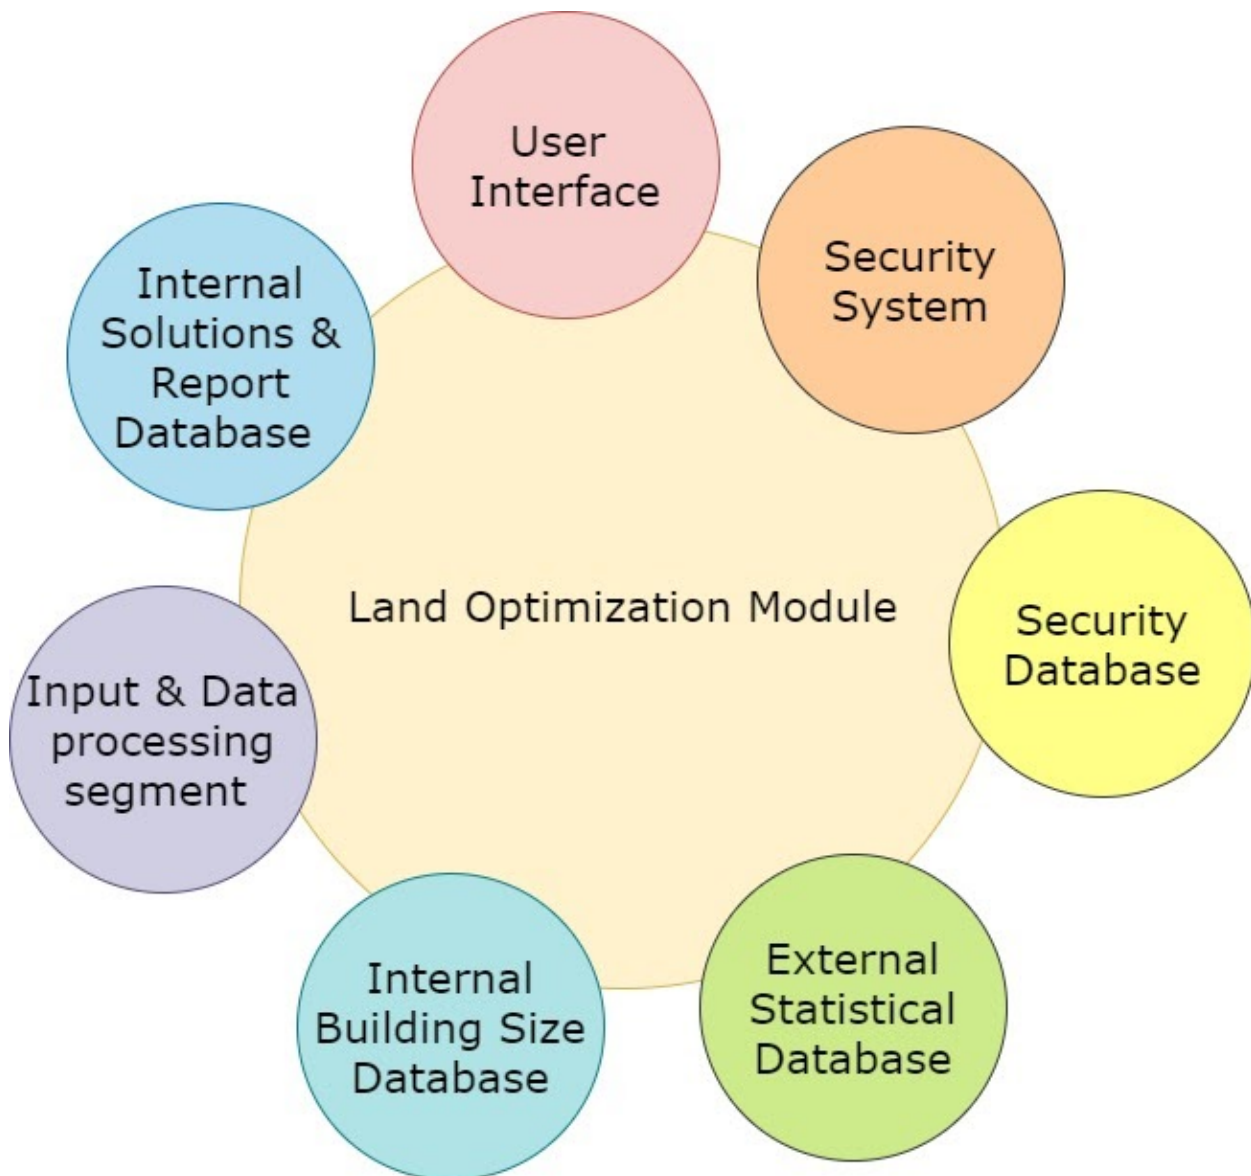 User
Interface
Security
System
Internal
Solutions &
Report
Database
Land Optimization Module
Security
Database
Input & Data
processing
segment
External
Statistical
Database
Internal
Building Size
Database